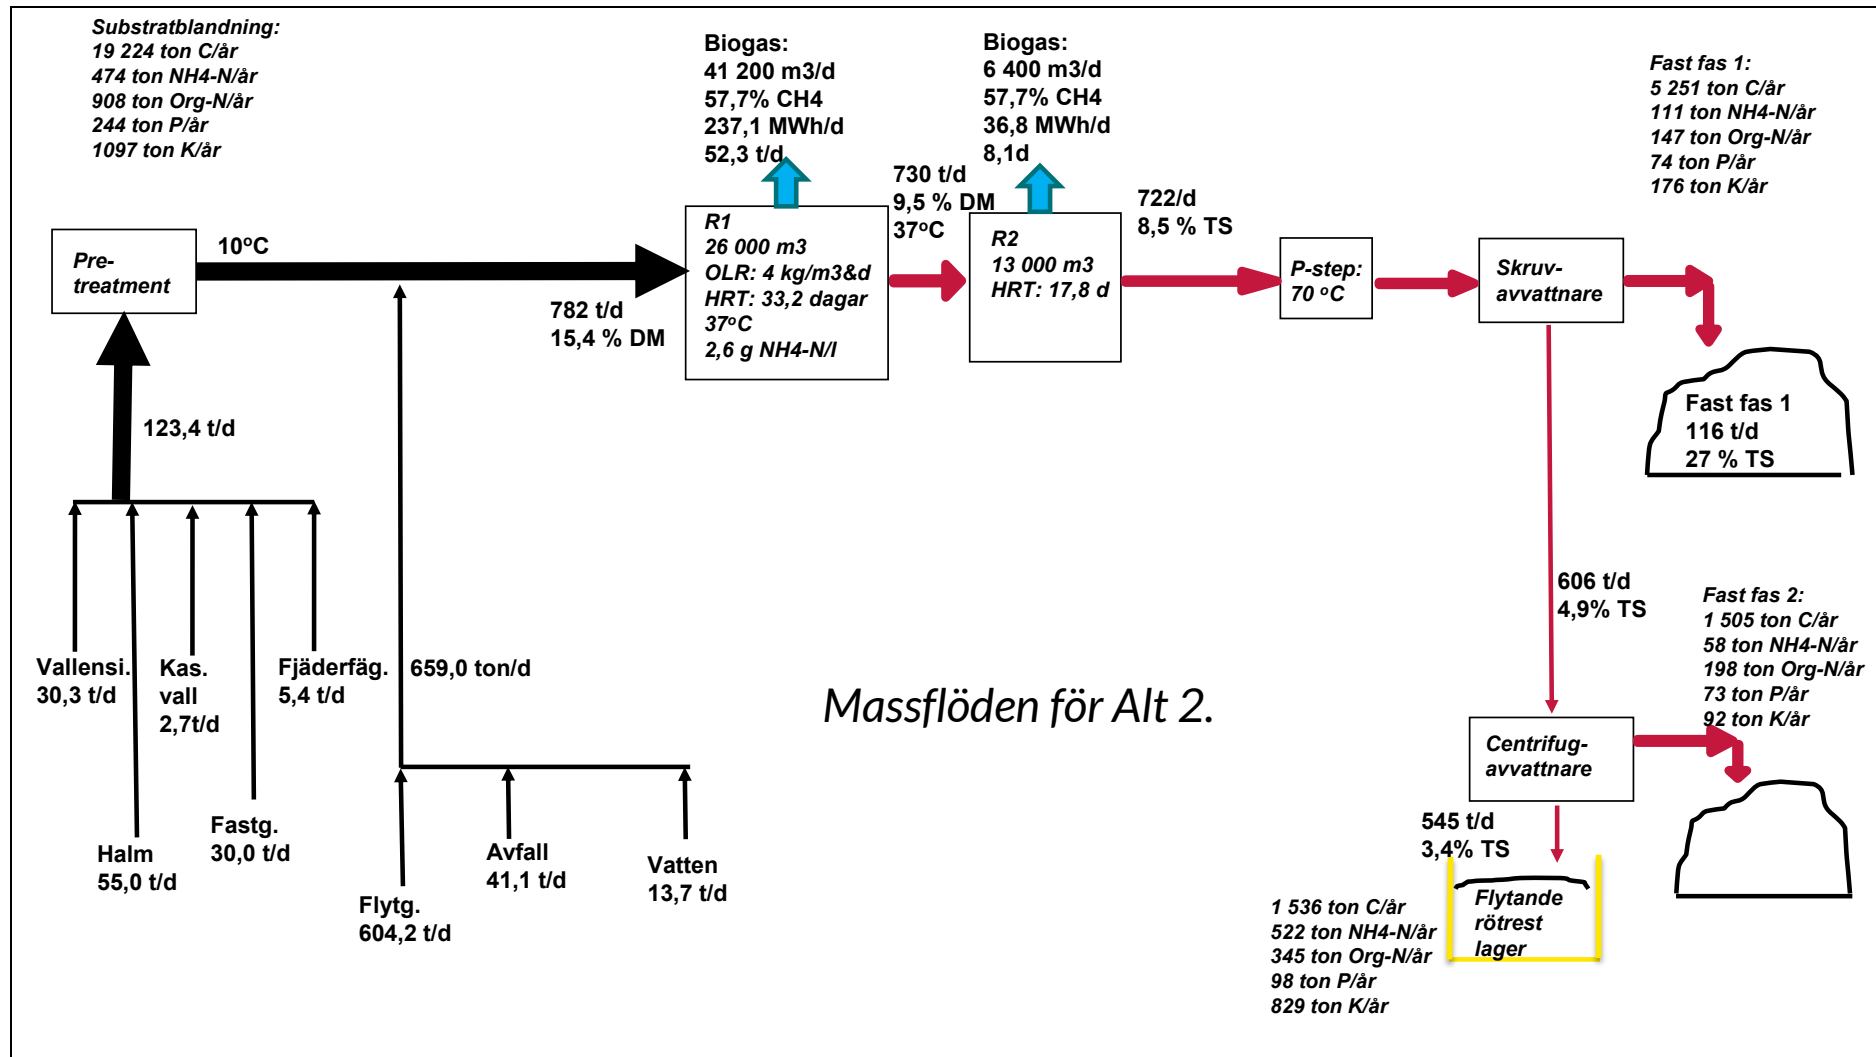 Substratblandning:
19 224 ton C/år
474 ton NH4-N/år
908 ton Org-N/år
244 ton P/år
1097 ton K/år
Biogas:
41 200 m3/d
57,7% CH4
237,1 MWh/d
52,3 t/d
Biogas:
6 400 m3/d
57,7% CH4
36,8 MWh/d
8,1d
Fast fas 1:
5 251 ton C/år
111 ton NH4-N/år
147 ton Org-N/år
74 ton P/år
176 ton K/år
Pre-
treatment
10°C
782 t/d
15,4 % DM
R1
26 000 m3
OLR: 4 kg/m3&d
HRT: 33,2 dagar
37°C
2,6 g NH4-N/l
730 t/d
9,5 % DM
37°C
R2
13 000 m3
HRT: 17,8 d
722/d
8,5 % TS
P-step:
70 °C
Skruv-
avvattnare
Fast fas 1
116 t/d
27 % TS
123,4 t/d
Vallensi.
30,3 t/d
Kas.
vall
2,7t/d
Fjäderfäg.
5,4 t/d
659,0 ton/d
Halm
55,0 t/d
Fastg.
30,0 t/d
Flytg.
604,2 t/d
Avfall
41,1 t/d
Vatten
13,7 t/d
Massflöden för Alt 2.
606 t/d
4,9% TS
Fast fas 2:
1 505 ton C/år
58 ton NH4-N/år
198 ton Org-N/år
73 ton P/år
92 ton K/år
Centrifug-
avvattnare
545 t/d
3,4% TS
Flytande
rötrest
lager
1 536 ton C/år
522 ton NH4-N/år
345 ton Org-N/år
98 ton P/år
829 ton K/år